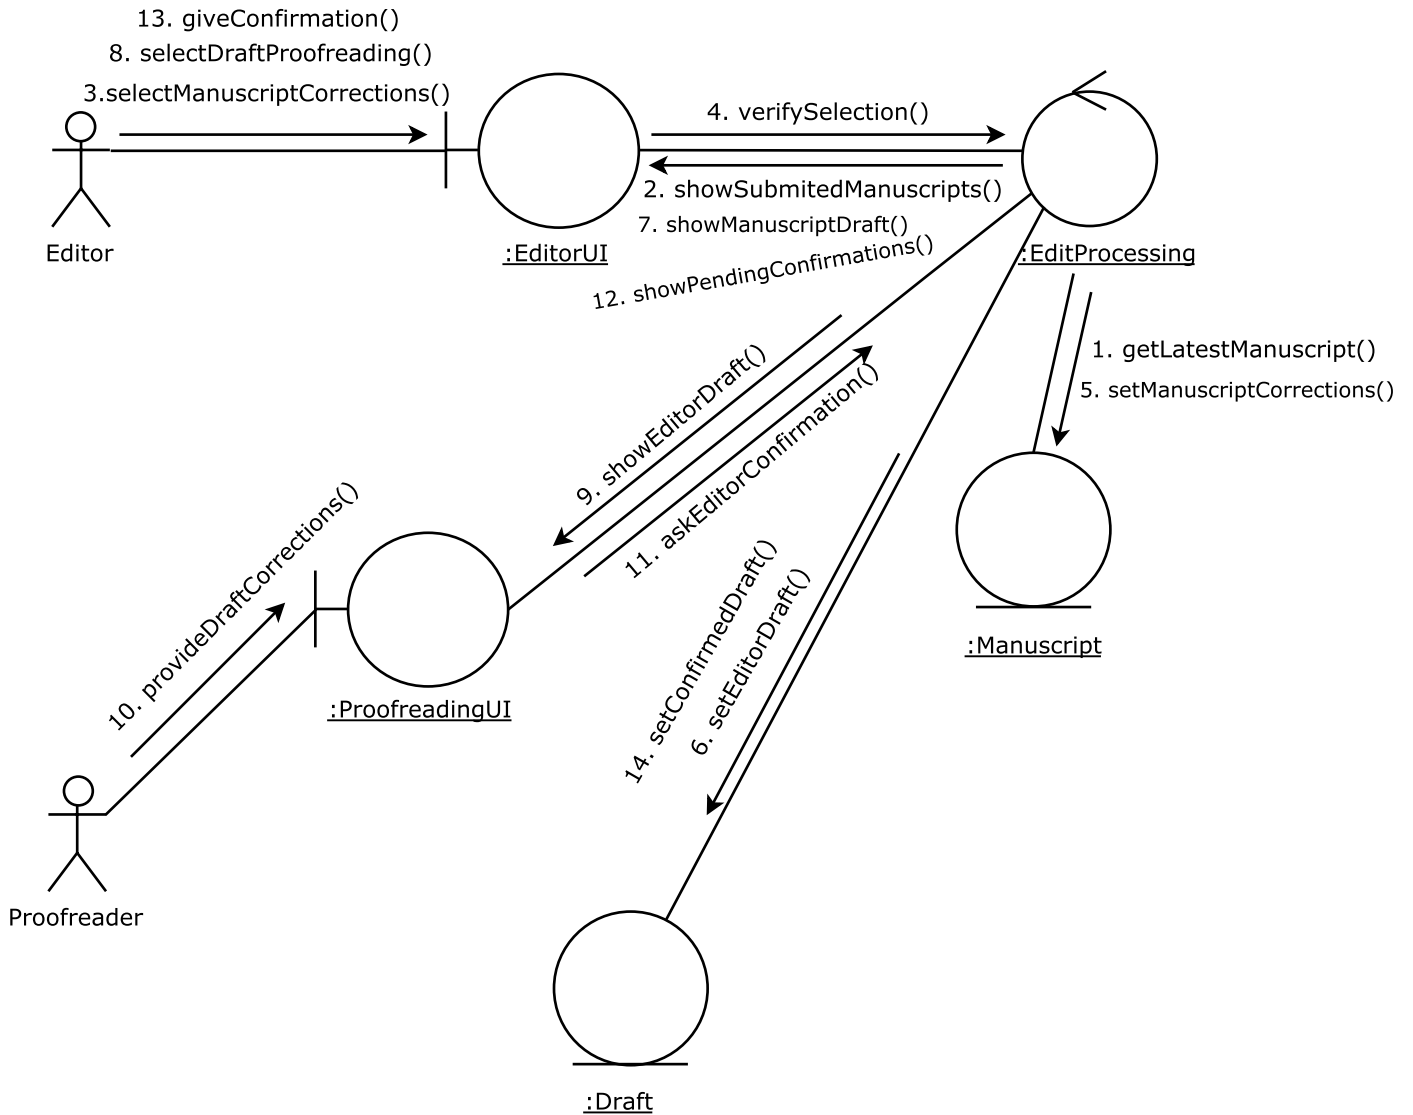 13. giveConfirmation()
8. selectDraftProofreading()
3.selectManuscriptCorrections()
4. verifySelection()
2. showSubmitedManuscripts()
7. showManuscriptDraft()
12. showPendingConfirmations()
Editor
:EditorUI
:EditProcessing
1. getLatestManuscript()
5. setManuscriptCorrections()
9. showEditorDraft()
11. askEditorConfirmation()
10. provideDraftCorrections()
14. setConfirmedDraft()
6. setEditorDraft()
:Manuscript
:ProofreadingUI
Proofreader
:Draft